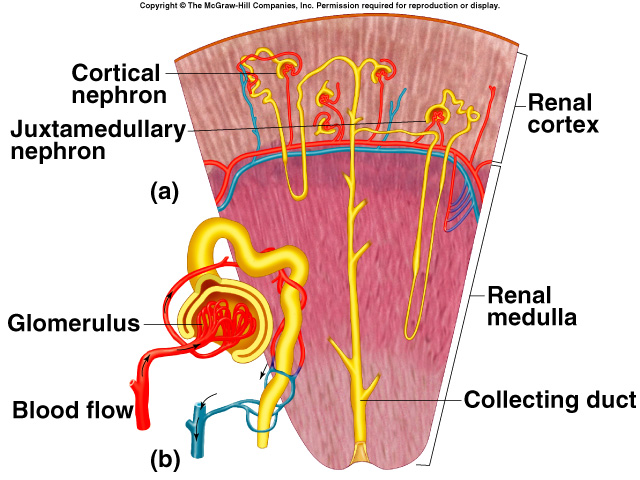 Copyright © The McGraw-Hill Companies, Inc. Permission required for reproduction or display.
Cortical
nephron
Juxtamedullary
nephron
(a)
Renal
cortex
Glomerulus
Renal
medulla
Blood flow
Collecting duct
(b)